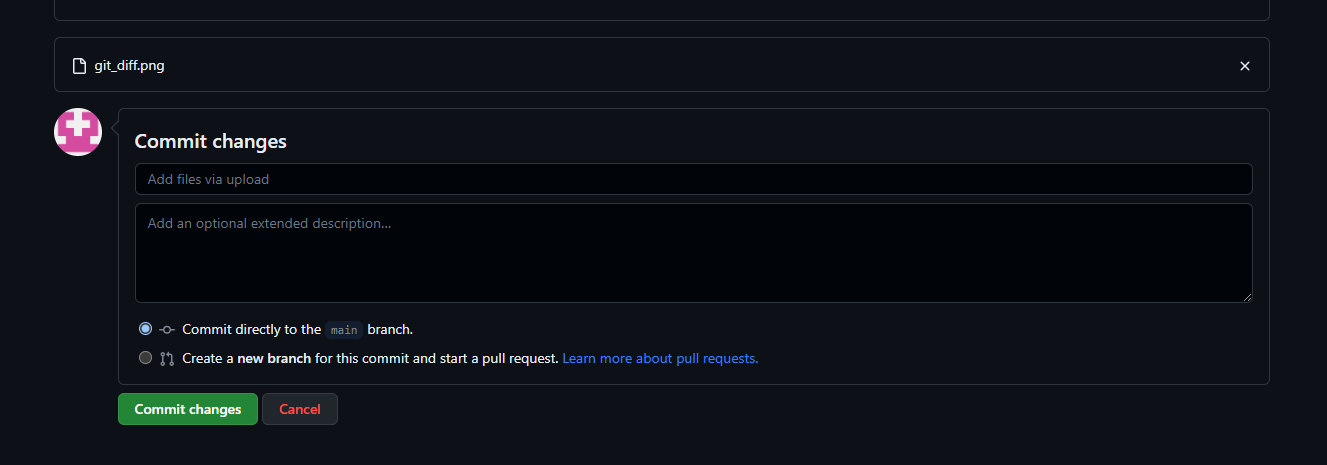 git_diff.png
Commit changes
Add files via upload
Add an optional extended description...
Commit directly to the main branch.
Create a new branch for this commit and start a pull request. Learn more about pull requests.
Commit changes Cancel